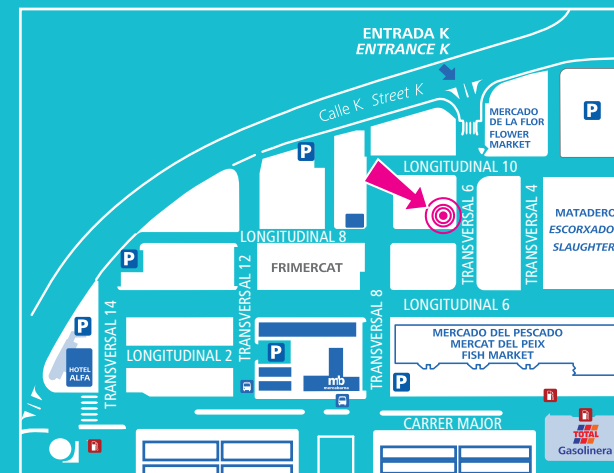 ENTRADA K
ENTRANCE K
Calle K Street K
P
MERCADO
DE LA FLOR
FLOWER
MARKET
P
LONGITUDINAL 10
TRANSVERSAL 6
TRANSVERSAL 4
MATADERO
ESCORXADO
SLAUGHTER
LONGITUDINAL 8
P
FRIMERCAT
TRANSVERSAL 12
TRANSVERSAL 8
LONGITUDINAL 6
TRANSVERSAL 14
P
HOTEL
ALFA
LONGITUDINAL 2
P
mb
mercabarna
MERCADO DEL PESCADO
MERCAT DEL PEIX
FISH MARKET
P
CARRER MAJOR
TOTAL
Gasolinera